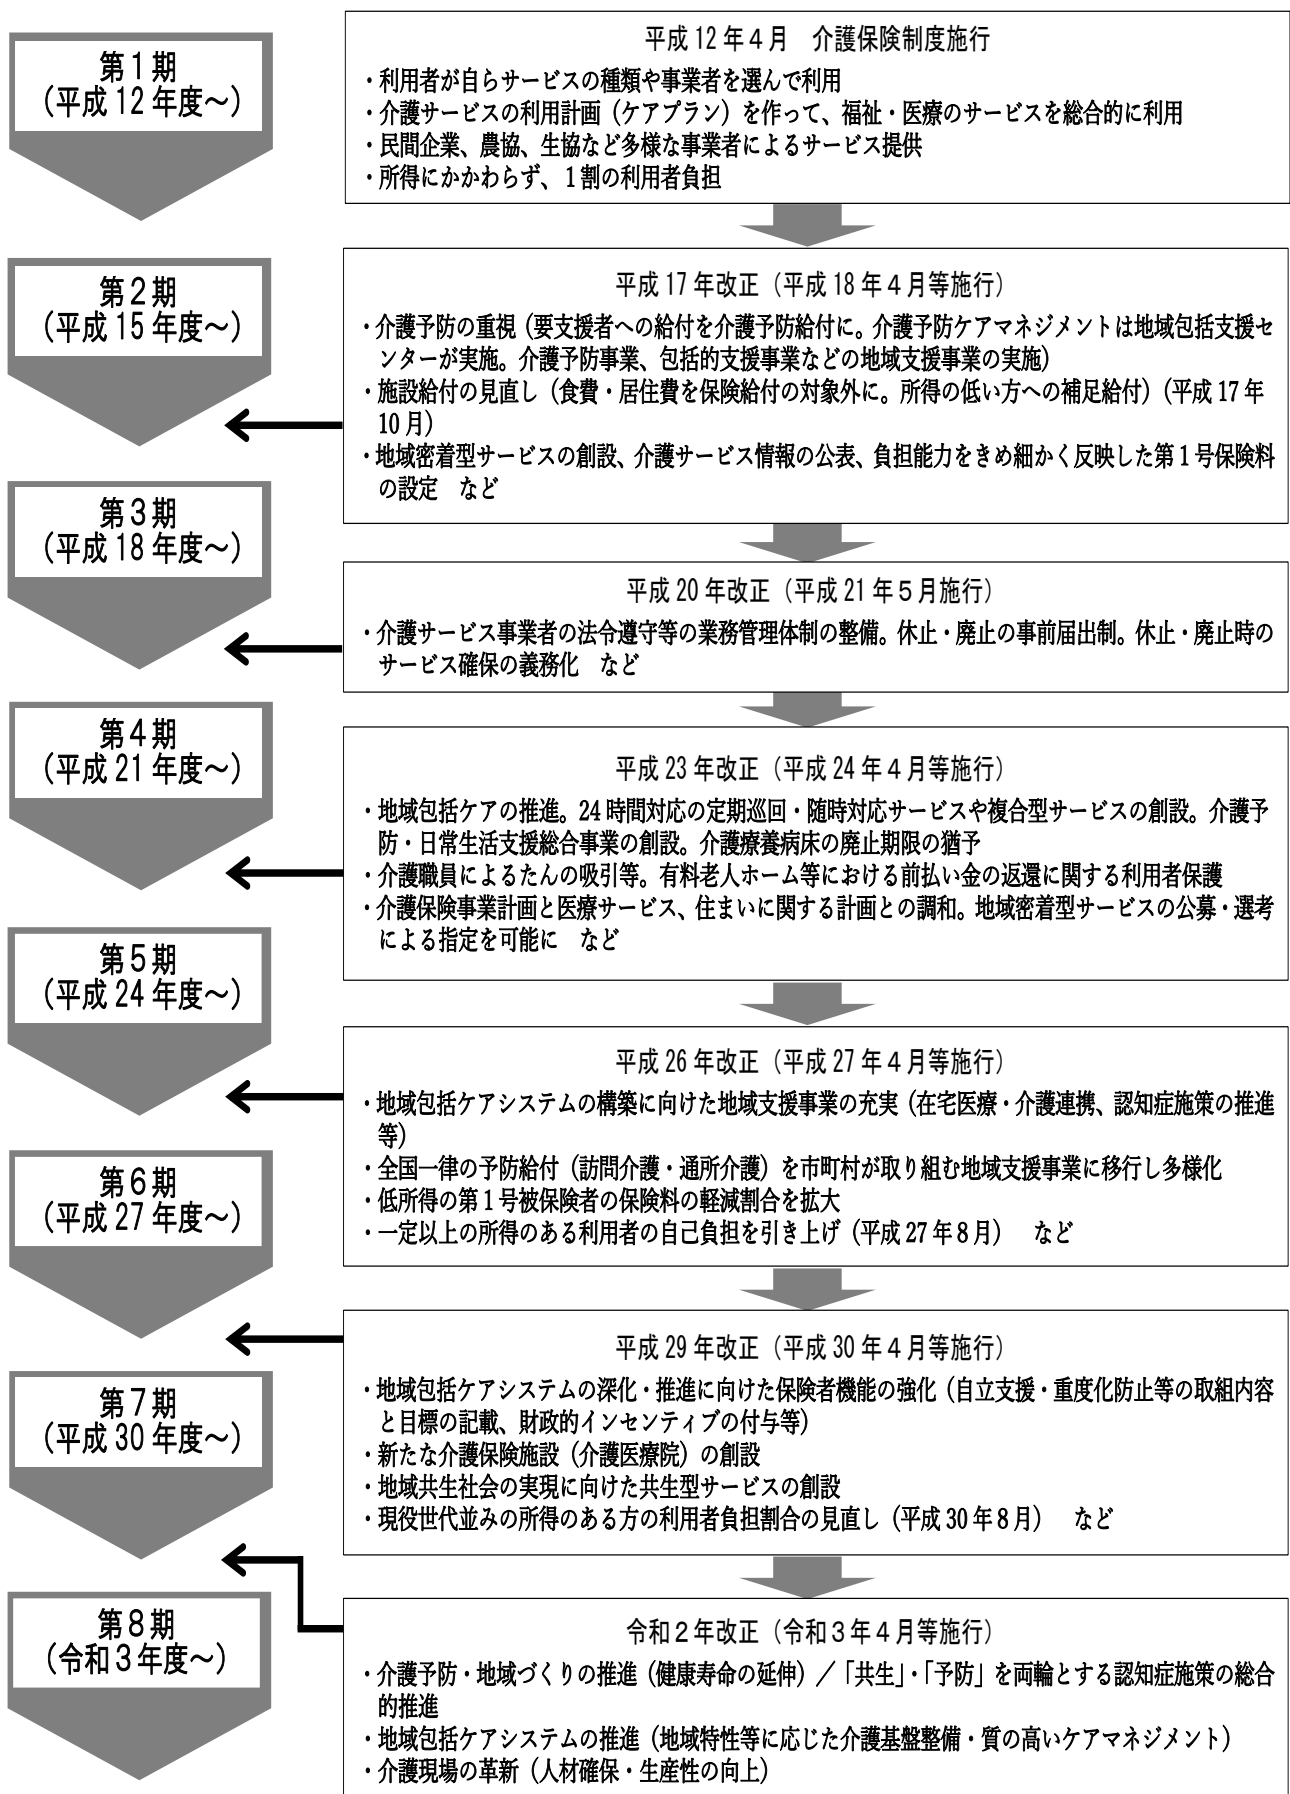 第１期
（平成 12 年度～）
平成 12 年４月　介護保険制度施行
・利用者が自らサービスの種類や事業者を選んで利用
・介護サービスの利用計画（ケアプラン）を作って、福祉・医療のサービスを総合的に利用
・民間企業、農協、生協など多様な事業者によるサービス提供
・所得にかかわらず、１割の利用者負担
第２期
（平成 15 年度～）
平成 17 年改正（平成 18 年４月等施行）
・介護予防の重視（要支援者への給付を介護予防給付に。介護予防ケアマネジメントは地域包括支援セ
ンターが実施。介護予防事業、包括的支援事業などの地域支援事業の実施）
・施設給付の見直し（食費・居住費を保険給付の対象外に。所得の低い方への補足給付）（平成 17 年
10 月）
・地域密着型サービスの創設、介護サービス情報の公表、負担能力をきめ細かく反映した第１号保険料
の設定　など
第３期
（平成 18 年度～）
平成 20 年改正（平成 21 年５月施行）
・介護サービス事業者の法令遵守等の業務管理体制の整備。休止・廃止の事前届出制。休止・廃止時の
サービス確保の義務化　など
第４期
（平成 21 年度～）
平成 23 年改正（平成 24 年４月等施行）
・地域包括ケアの推進。24 時間対応の定期巡回・随時対応サービスや複合型サービスの創設。介護予
防・日常生活支援総合事業の創設。介護療養病床の廃止期限の猶予
・介護職員によるたんの吸引等。有料老人ホーム等における前払い金の返還に関する利用者保護
・介護保険事業計画と医療サービス、住まいに関する計画との調和。地域密着型サービスの公募・選考
による指定を可能に　など
第５期
（平成 24 年度～）
平成 26 年改正（平成 27 年４月等施行）
・地域包括ケアシステムの構築に向けた地域支援事業の充実（在宅医療・介護連携、認知症施策の推進
等）
・全国一律の予防給付（訪問介護・通所介護）を市町村が取り組む地域支援事業に移行し多様化
・低所得の第１号被保険者の保険料の軽減割合を拡大
・一定以上の所得のある利用者の自己負担を引き上げ（平成 27 年８月）　など
第６期
（平成 27 年度～）
平成 29 年改正（平成 30 年４月等施行）
・地域包括ケアシステムの深化・推進に向けた保険者機能の強化（自立支援・重度化防止等の取組内容
と目標の記載、財政的インセンティブの付与等）
・新たな介護保険施設（介護医療院）の創設
・地域共生社会の実現に向けた共生型サービスの創設
・現役世代並みの所得のある方の利用者負担割合の見直し（平成 30 年８月）　など
第７期
（平成 30 年度～）
令和２年改正（令和３年４月等施行）
・介護予防・地域づくりの推進（健康寿命の延伸）／「共生」・「予防」を両輪とする認知症施策の総合
的推進
・地域包括ケアシステムの推進（地域特性等に応じた介護基盤整備・質の高いケアマネジメント）
・介護現場の革新（人材確保・生産性の向上）
第８期
（令和３年度～）